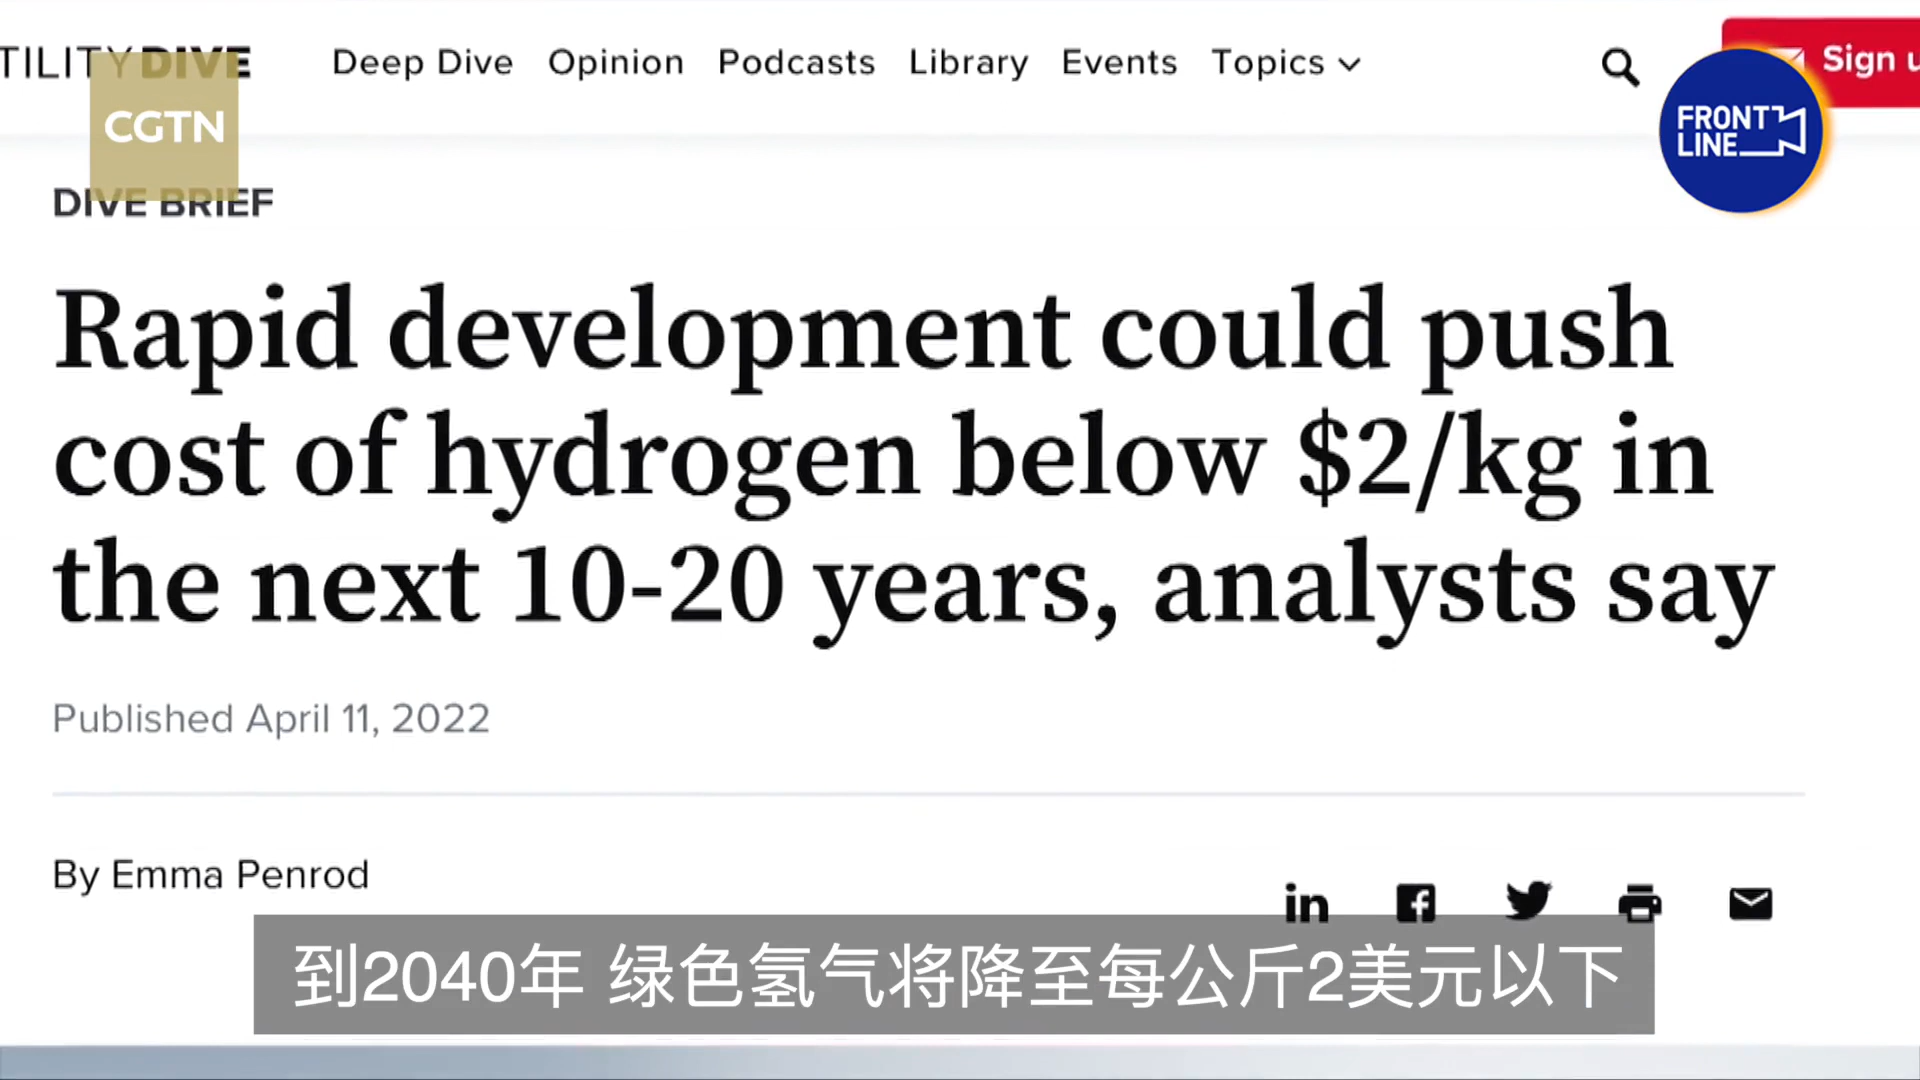 TILITY DIVE Deep Dive Opinion Podcasts Library Events Topics Sign u
CGTN
FRONT
LINE
DIVE BRIEF
Rapid development could push
cost of hydrogen below $2/kg in
the next 10-20 years, analysts say
Published April 11, 2022
By Emma Penrod
到2040年 绿色氢气将降至每公斤2美元以下